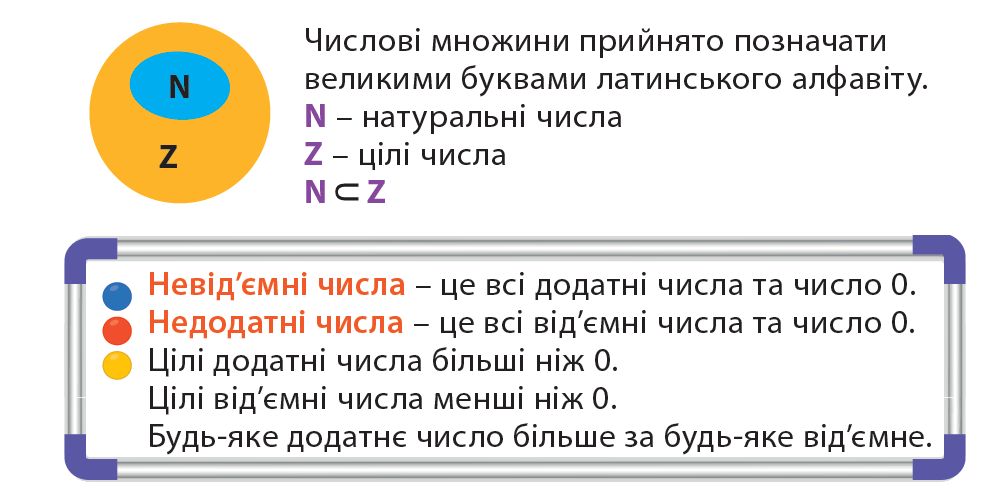 N
Z
Числові множини прийнято позначати
великими буквами латинського алфавіту.
N – натуральні числа
Z – цілі числа
N ⊂ Z
Невід’ємні числа – це всі додатні числа та число 0.
Недодатні числа – це всі від’ємні числа та число 0.
Цілі додатні числа більші ніж 0.
Цілі від’ємні числа менші ніж 0.
Будь-яке додатнє число більше за будь-яке від’ємне.